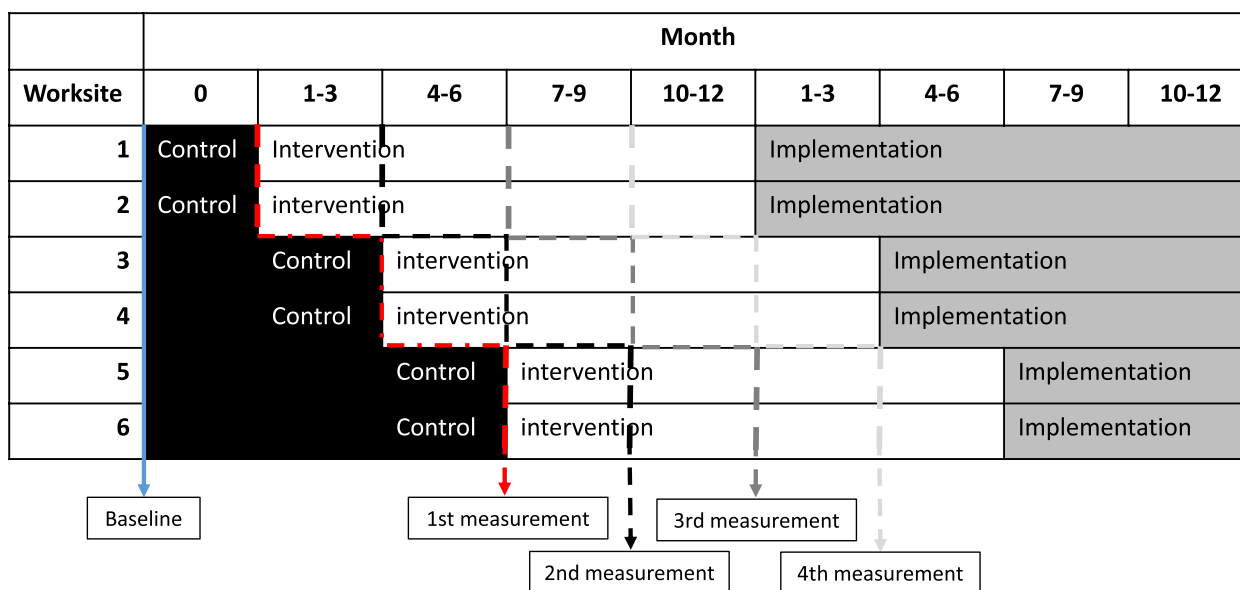 Month
Worksite 0 1-3 4-6 7-9 10-12 1-3 4-6 7-9 10-12
1 Control Intervention Implementation
2 Control intervention Implementation
3 Control intervention Implementation
4 Control intervention Implementation
5 Control intervention Implementation
6 Control intervention Implementation
Baseline 1st measurement 3rd measurement
2nd measurement 4th measurement